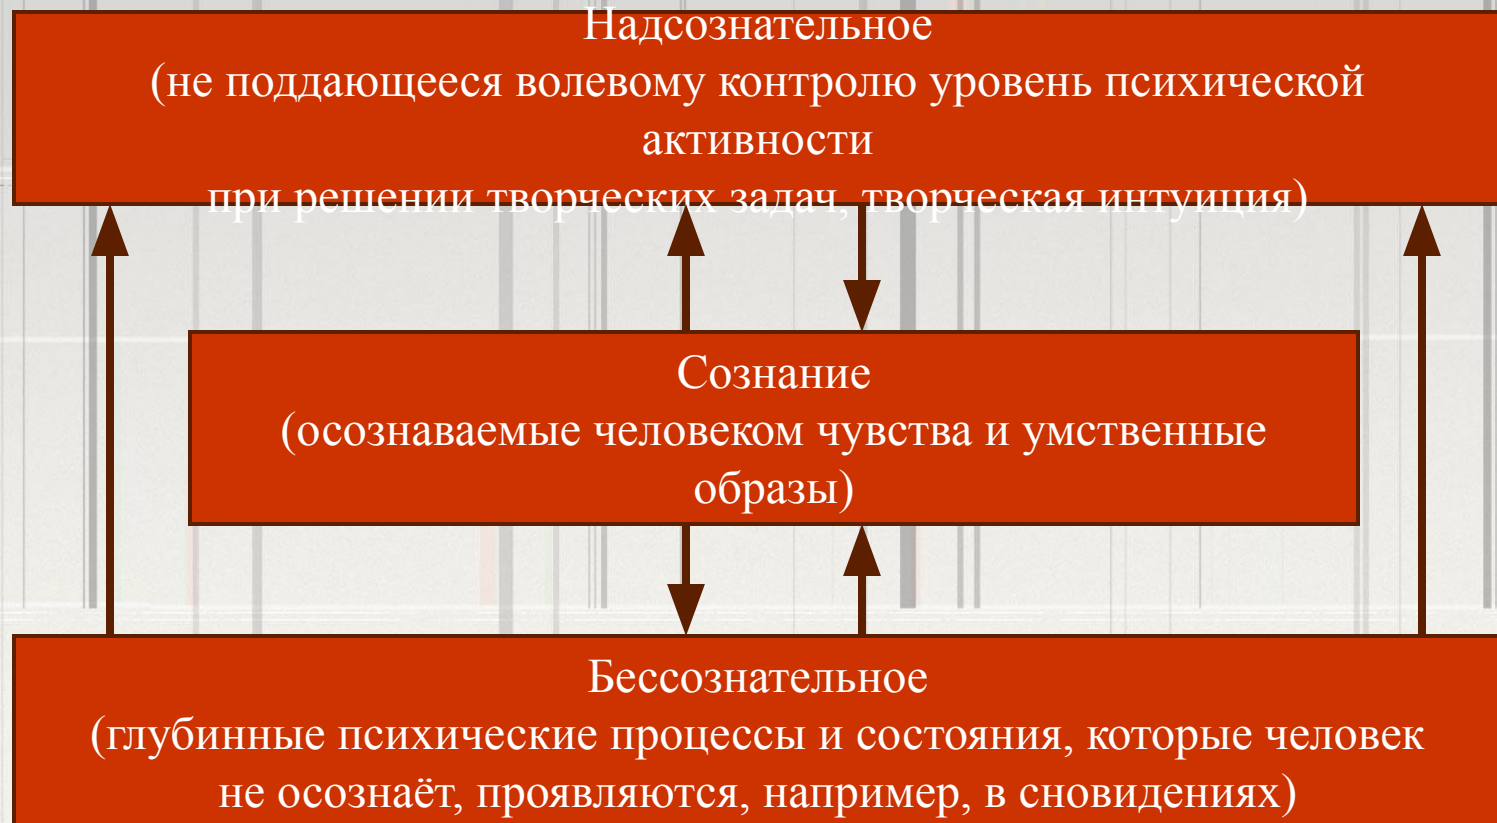 Надсознательное
(не поддающееся волевому контролю уровень психической
активности
при решении творческих задач, творческая интуиция)
Сознание
(осознаваемые человеком чувства и умственные
образы)
Бессознательное
(глубинные психические процессы и состояния, которые человек
не осознаёт, проявляются, например, в сновидениях)